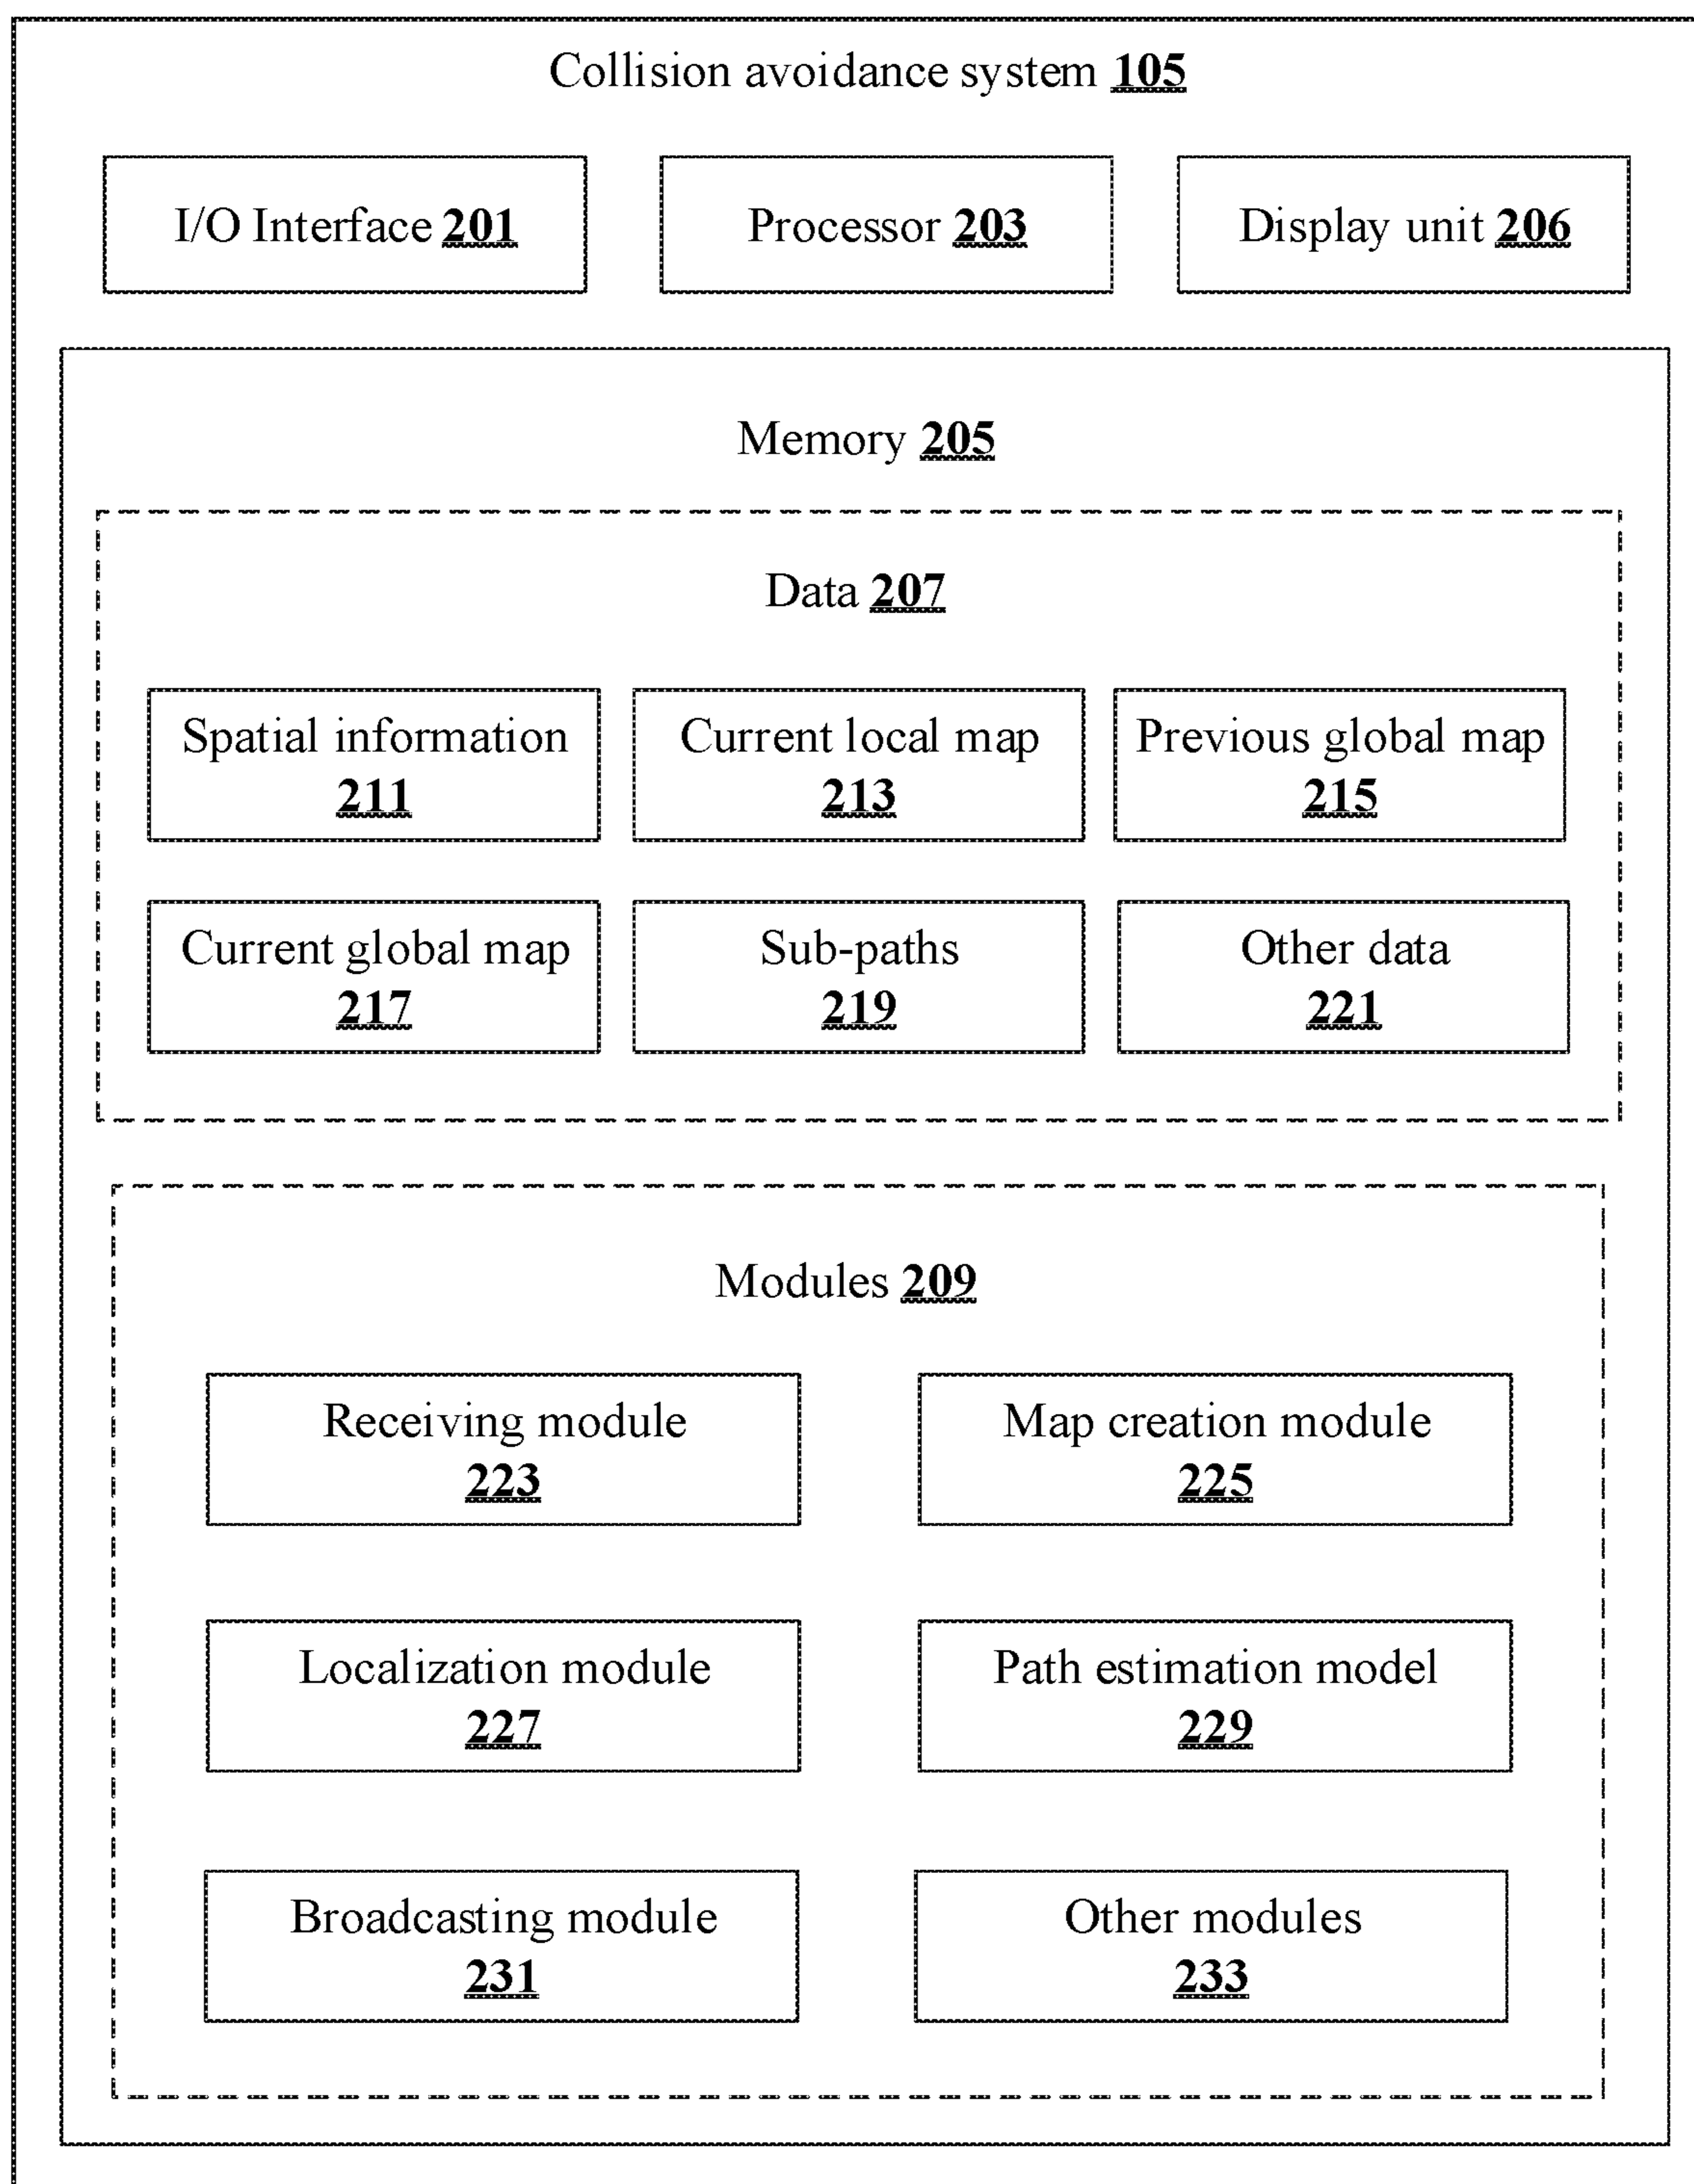 Collision avoidance system 105
I/O Interface 201
Processor 203
Display unit 206
Memory 205
Data 207
Spatial information
211
Current local map
213
Previous global map
215
Current global map
217
Sub-paths
219
Other data
221
Modules 209
Receiving module
223
Map creation module
225
Localization module
227
Path estimation model
229
Broadcasting module
231
Other modules
233